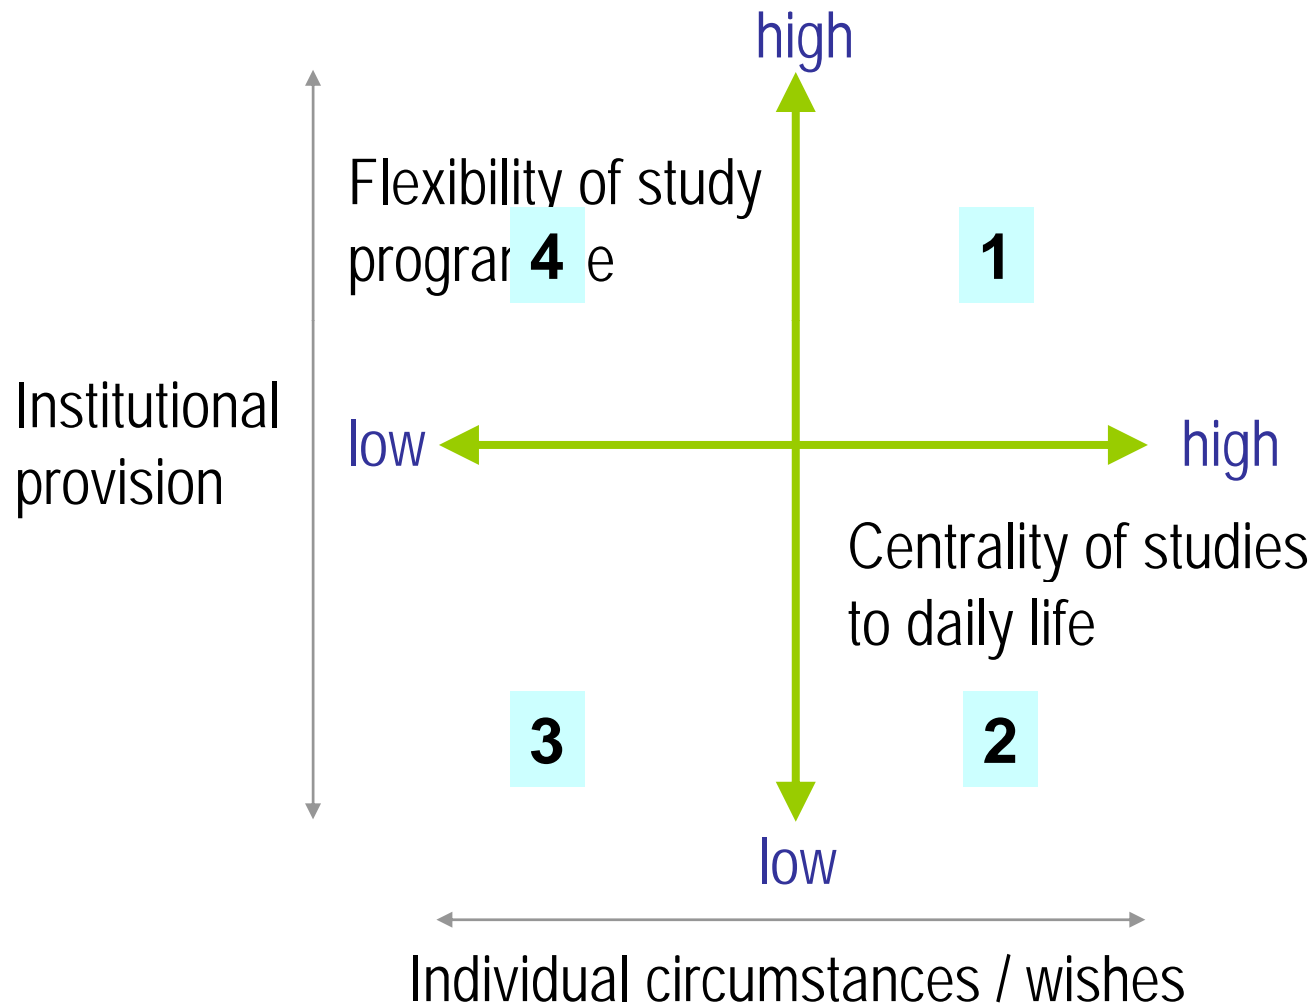 high
Flexibility of study
4
1
Institutional
provision
low
high
Centrality of studies
to daily life
3
2
low
Individual circumstances / wishes